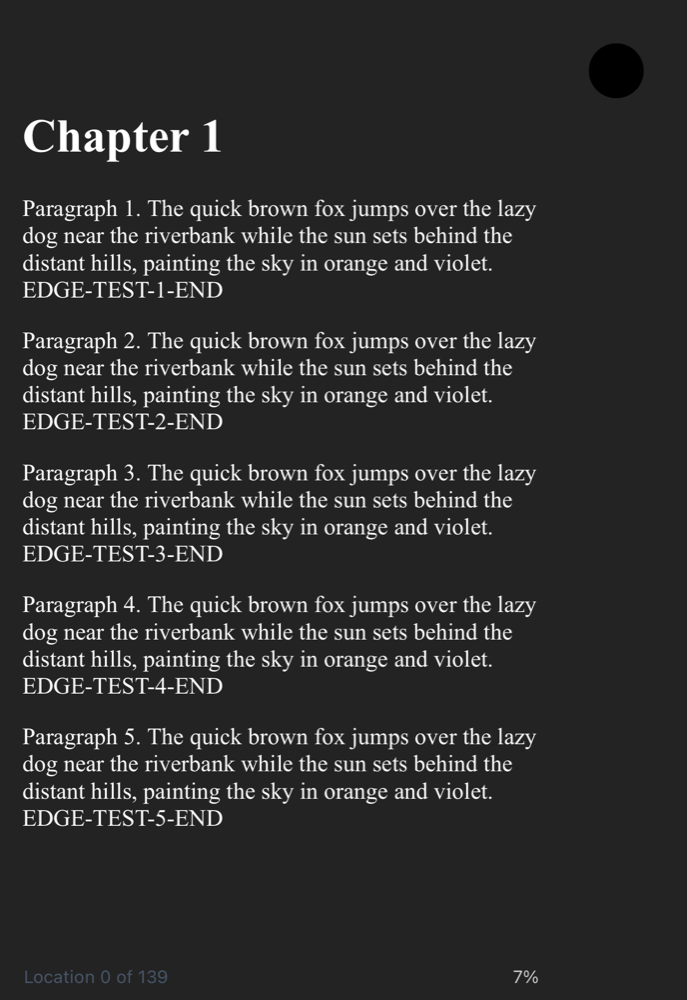 Chapter 1
Paragraph 1. The quick brown fox jumps over the lazy
dog near the riverbank while the sun sets behind the
distant hills, painting the sky in orange and violet.
EDGE-TEST-1-END
Paragraph 2. The quick brown fox jumps over the lazy
dog near the riverbank while the sun sets behind the
distant hills, painting the sky in orange and violet.
EDGE-TEST-2-END
Paragraph 3. The quick brown fox jumps over the lazy
dog near the riverbank while the sun sets behind the
distant hills, painting the sky in orange and violet.
EDGE-TEST-3-END
Paragraph 4. The quick brown fox jumps over the lazy
dog near the riverbank while the sun sets behind the
distant hills, painting the sky in orange and violet.
EDGE-TEST-4-END
Paragraph 5. The quick brown fox jumps over the lazy
dog near the riverbank while the sun sets behind the
distant hills, painting the sky in orange and violet.
EDGE-TEST-5-END
Location 0 of 139 7%